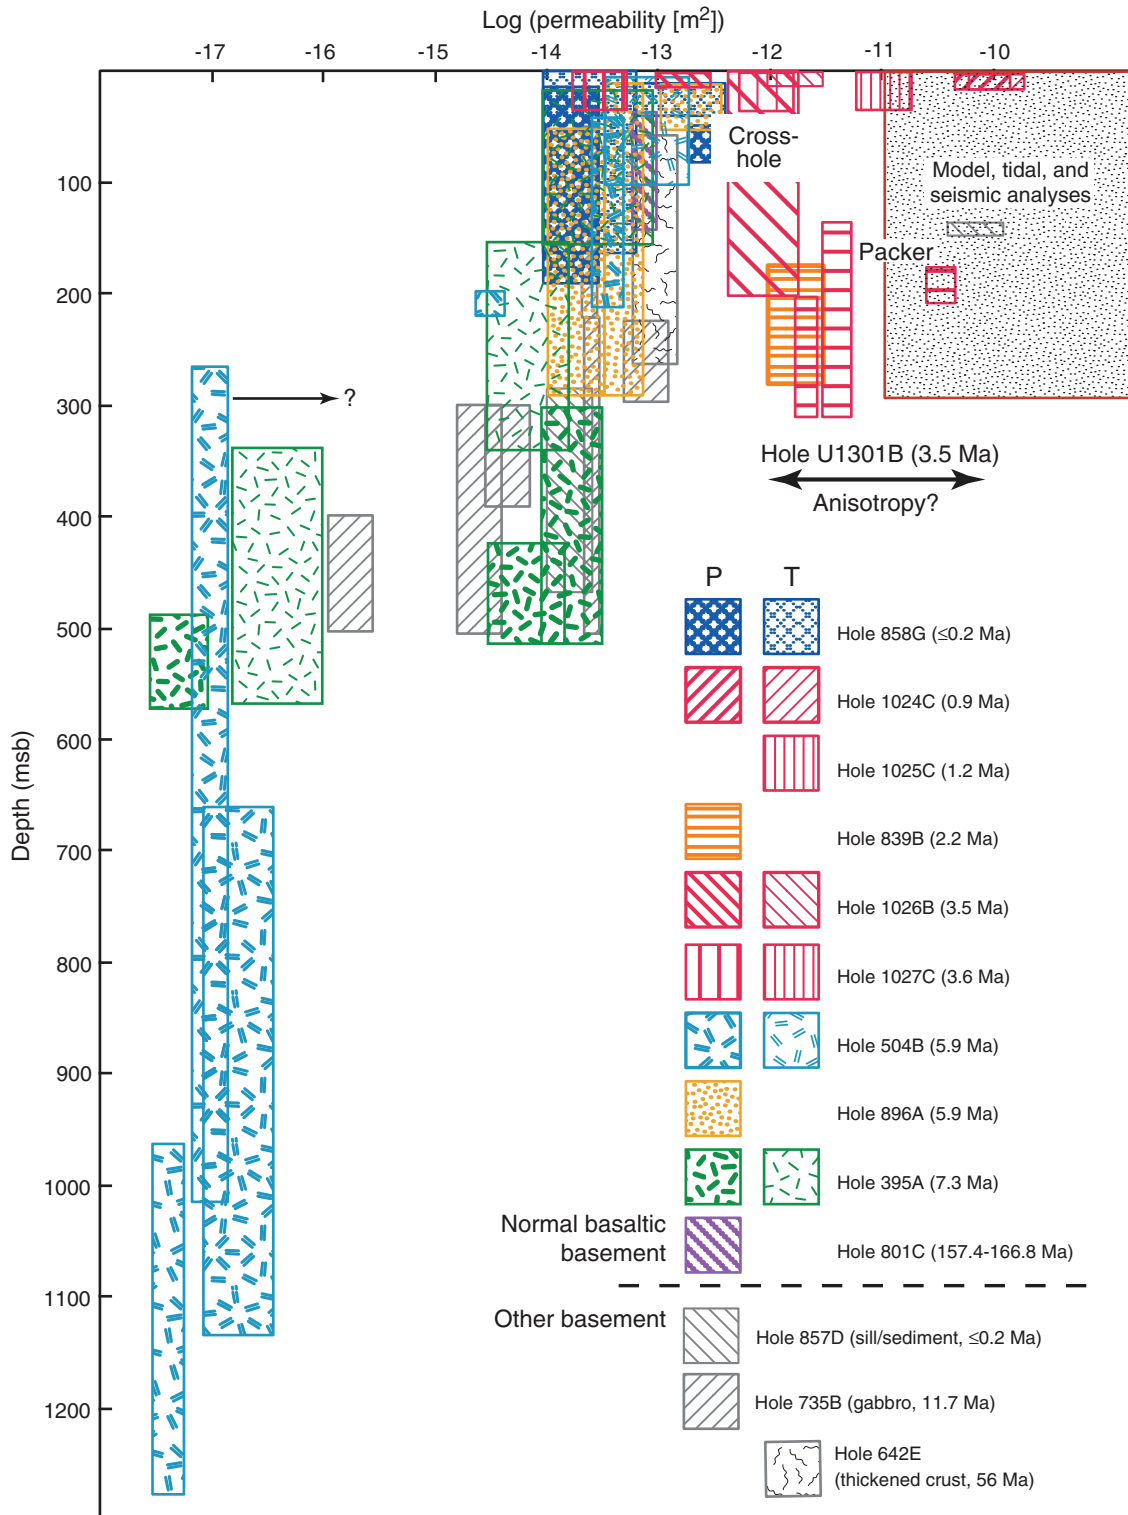 Log (permeability [m²])
-17 -16 -15 -14 -13 -12 -11 -10
Depth (msb)
100
200
300
400
500
600
700
800
900
1000
1100
1200
Cross-
hole
Model, tidal, and
seismic analyses
Packer
?
Hole U1301B (3.5 Ma)
Anisotropy?
P T
Hole 858G (≤0.2 Ma)
Hole 1024C (0.9 Ma)
Hole 1025C (1.2 Ma)
Hole 839B (2.2 Ma)
Hole 1026B (3.5 Ma)
Hole 1027C (3.6 Ma)
Hole 504B (5.9 Ma)
Hole 896A (5.9 Ma)
Hole 395A (7.3 Ma)
Normal basaltic
basement
Hole 801C (157.4-166.8 Ma)
Other basement
Hole 857D (sill/sediment, ≤0.2 Ma)
Hole 735B (gabbro, 11.7 Ma)
Hole 642E
(thickened crust, 56 Ma)